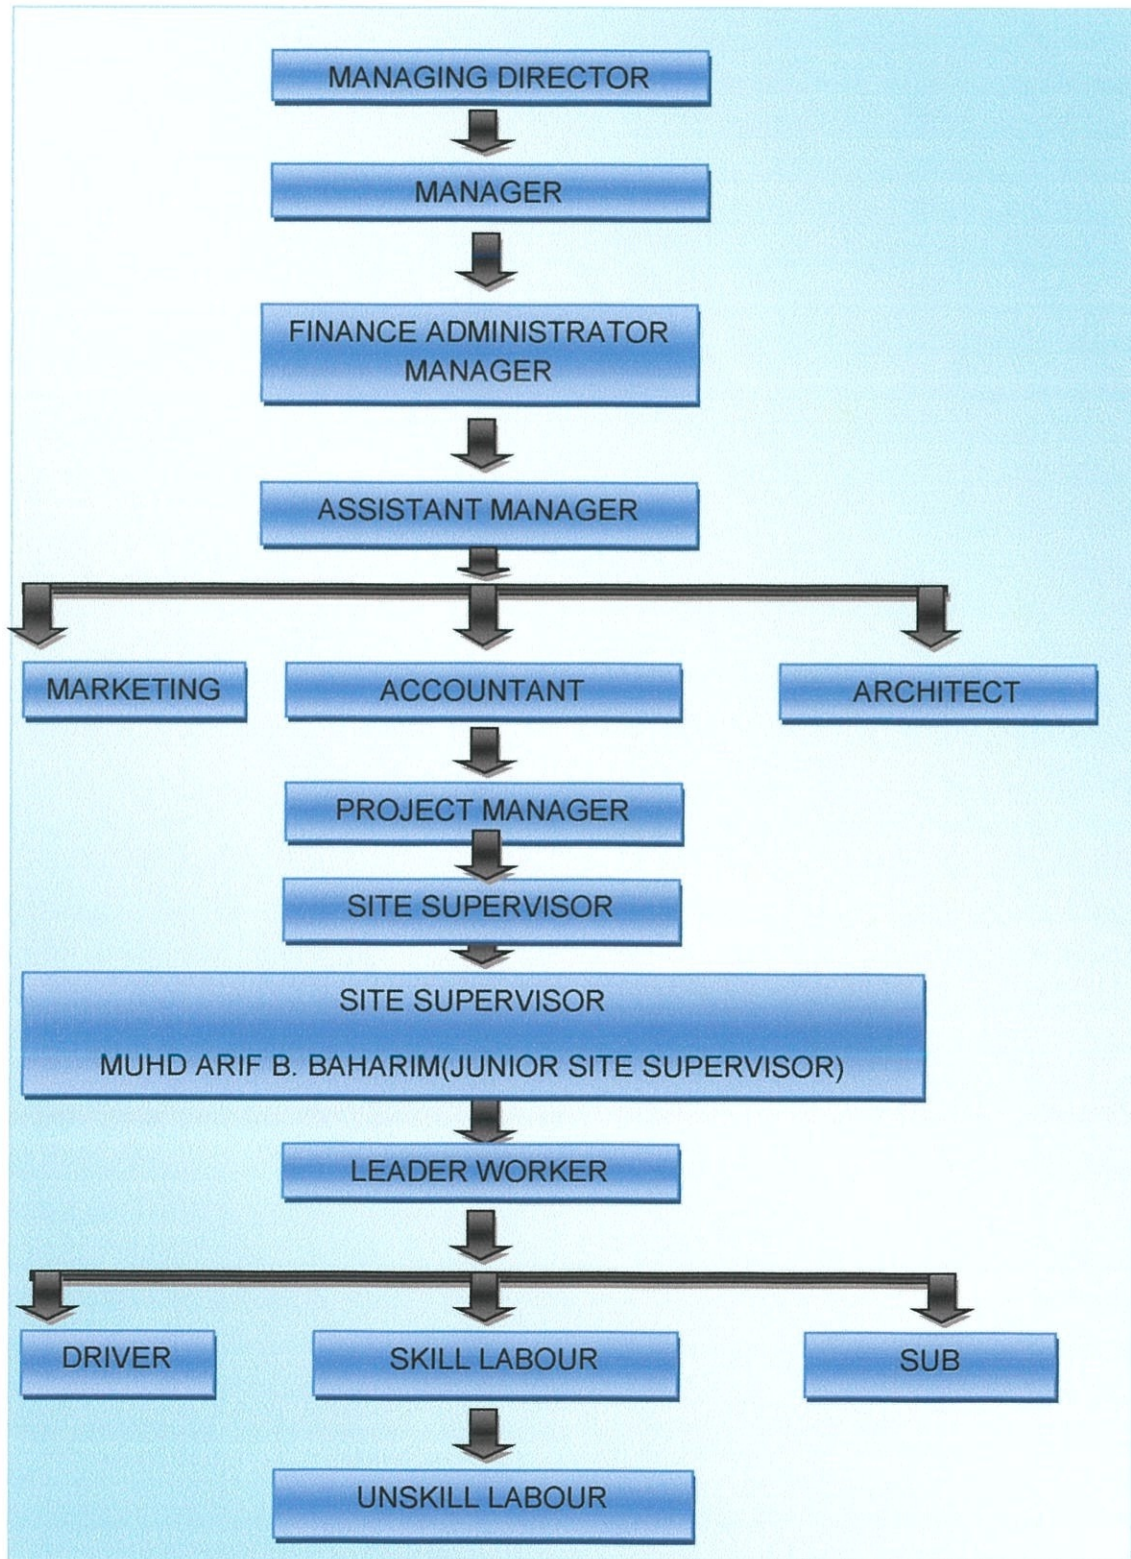 MANAGING DIRECTOR
MANAGER
FINANCE ADMINISTRATOR
MANAGER
ASSISTANT MANAGER
MARKETING
ACCOUNTANT
ARCHITECT
PROJECT MANAGER
SITE SUPERVISOR
SITE SUPERVISOR
MUHD ARIF B. BAHARIM(JUNIOR SITE SUPERVISOR)
LEADER WORKER
DRIVER
SKILL LABOUR
SUB
UNSKILL LABOUR